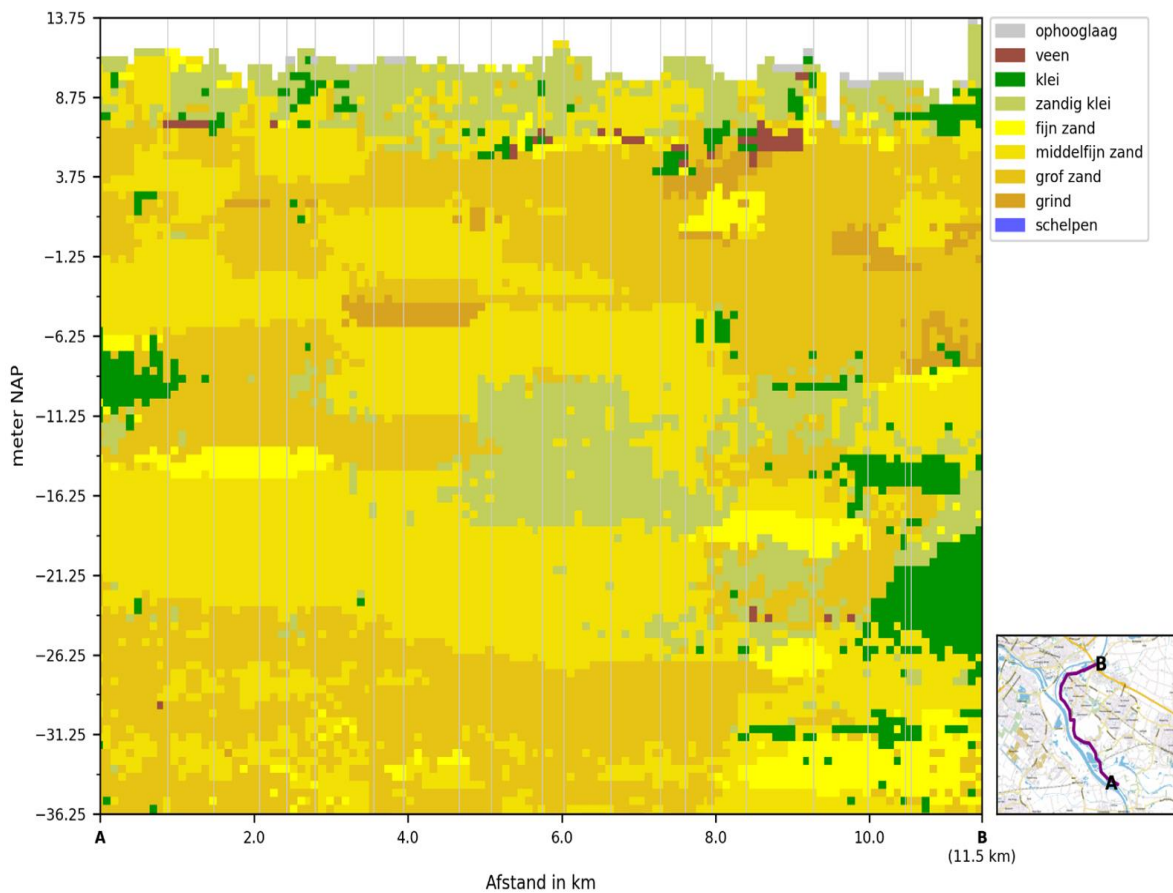 13.75
8.75
3.75
−1.25
−6.25
−11.25
−16.25
−21.25
−26.25
−31.25
−36.25
meter NAP
A
2.0
4.0
6.0
8.0
10.0
B
(11.5 km)
Afstand in km
ophooglaag
veen
klei
zandig klei
fijn zand
middelfijn zand
grof zand
grind
schelpen
B
A